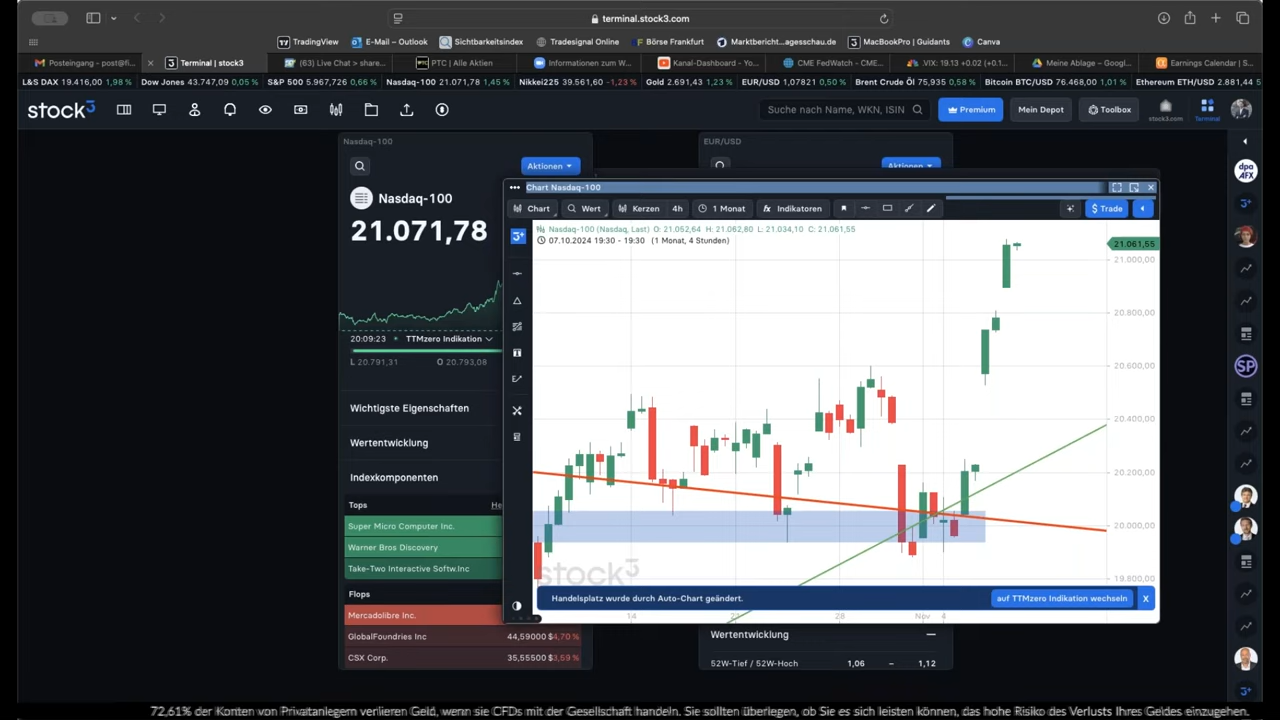 terminal.stock3.com
TradingView
E-Mail – Outlook
Sichtbarkeitsindex
Tradesignal Online
Börse Frankfurt
Marktbericht ...agesschau.de
MacBookPro | Guidants
Canva
Posteingang - post@fi...
Terminal | stock3
(63) Live Chat > share...
PTC | Alle Aktien
Informationen zum W...
Kanal-Dashboard - Yo...
CME FedWatch - CME...
.VIX: 19.13 +0.02 (+0.1...
Meine Ablage – Googl...
Earnings Calendar | S...
L&S DAX 19.416,00 1,98 %
Dow Jones 43.747,09 0,05 %
S&P 500 5.967,726 0,66 %
Nasdaq-100 21.071,78 1,45 %
Nikkei225 39.561,60 -1,23 %
Gold 2.691,43 1,23 %
EUR/USD 1,07821 0,50 %
Brent Crude Öl 75,935 0,58 %
Bitcoin BTC/USD 76.468,00 1,01 %
Ethereum ETH/USD 2.881,44 5
stock3
Suche nach Name, WKN, ISIN
Premium
Mein Depot
Toolbox
stock3.com
Terminal
Nasdaq-100
EUR/USD
Aktionen
Aktionen
Nasdaq-100
21.071,78
20:09:23 • TTMzero Indikation
L 20.791,31 O 20.793,08
Wichtigste Eigenschaften
Wertentwicklung
Indexkomponenten
Tops
He
Super Micro Computer Inc.
Warner Bros Discovery
Take-Two Interactive Softw.Inc
Flops
Mercadolibre Inc.
GlobalFoundries Inc 44,59000 $ 4,70 %
CSX Corp. 35,55500 $ 3,59 %
Chart Nasdaq-100
Chart
Wert
Kerzen
4h
1 Monat
fx Indikatoren
$ Trade
Nasdaq-100 (Nasdaq, Last) O: 21.052,64 H: 21.062,80 L: 21.034,10 C: 21.061,55
07.10.2024 19:30 - 19:30 (1 Monat, 4 Stunden)
21.061,55
21.000,00
20.800,00
20.600,00
20.400,00
20.200,00
20.000,00
19.800,00
stock3
Handelsplatz wurde durch Auto-Chart geändert.
auf TTMzero Indikation wechseln
X
14
28
Nov
4
Wertentwicklung
52W-Tief / 52W-Hoch 1,06 – 1,12
dpa
AFX
SP
72,61% der Konten von Privatanlegern verlieren Geld, wenn sie CFDs mit der Gesellschaft handeln. Sie sollten überlegen, ob Sie es sich leisten können, das hohe Risiko des Verlusts Ihres Geldes einzugehen.